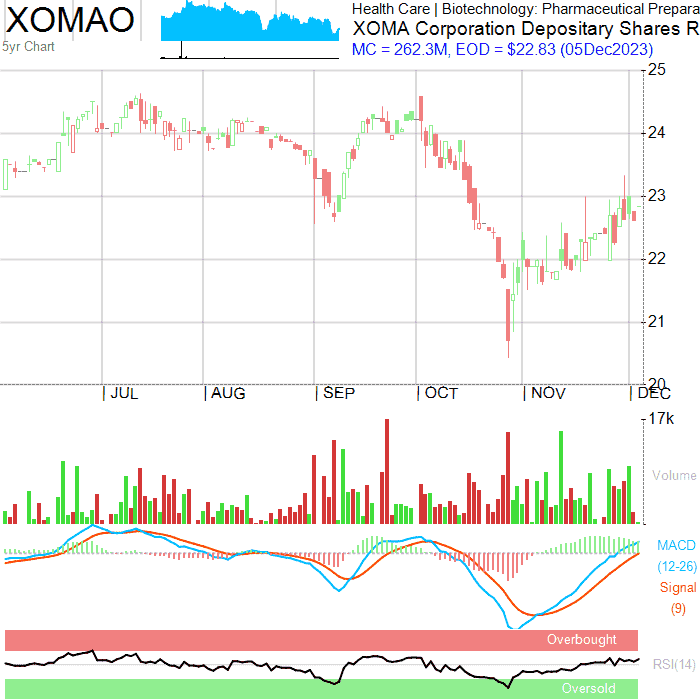 XOMAO
5yr Chart
Health Care | Biotechnology: Pharmaceutical Prepara
XOMA Corporation Depositary Shares R
MC = 262.3M, EOD = $22.83 (05Dec2023)
25
24
23
22
21
20
JUL
AUG
SEP
OCT
NOV
DEC
17k
Volume
MACD
(12-26)
Signal
(9)
Overbought
RSI(14)
Oversold